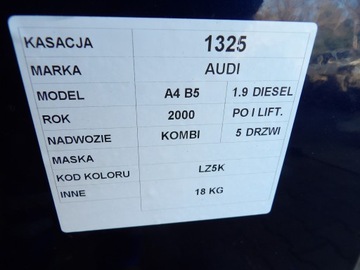 KASACJA 1325
MARKA AUDI
MODEL A4 B5 1.9 DIESEL
ROK 2000 PO I LIFT.
NADWOZIE KOMBI 5 DRZWI
MASKA
KOD KOLORU LZ5K
INNE 18 KG